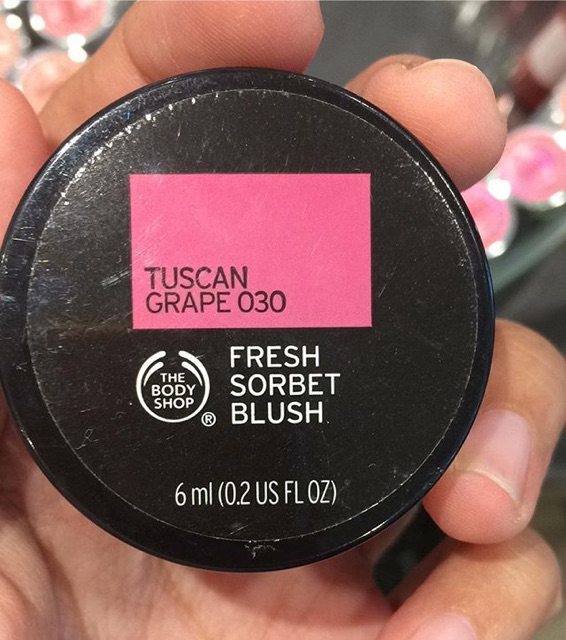 TUSCAN
GRAPE 030
THE
BODY
SHOP
®
FRESH
SORBET
BLUSH
6 ml (0.2 US FL OZ)